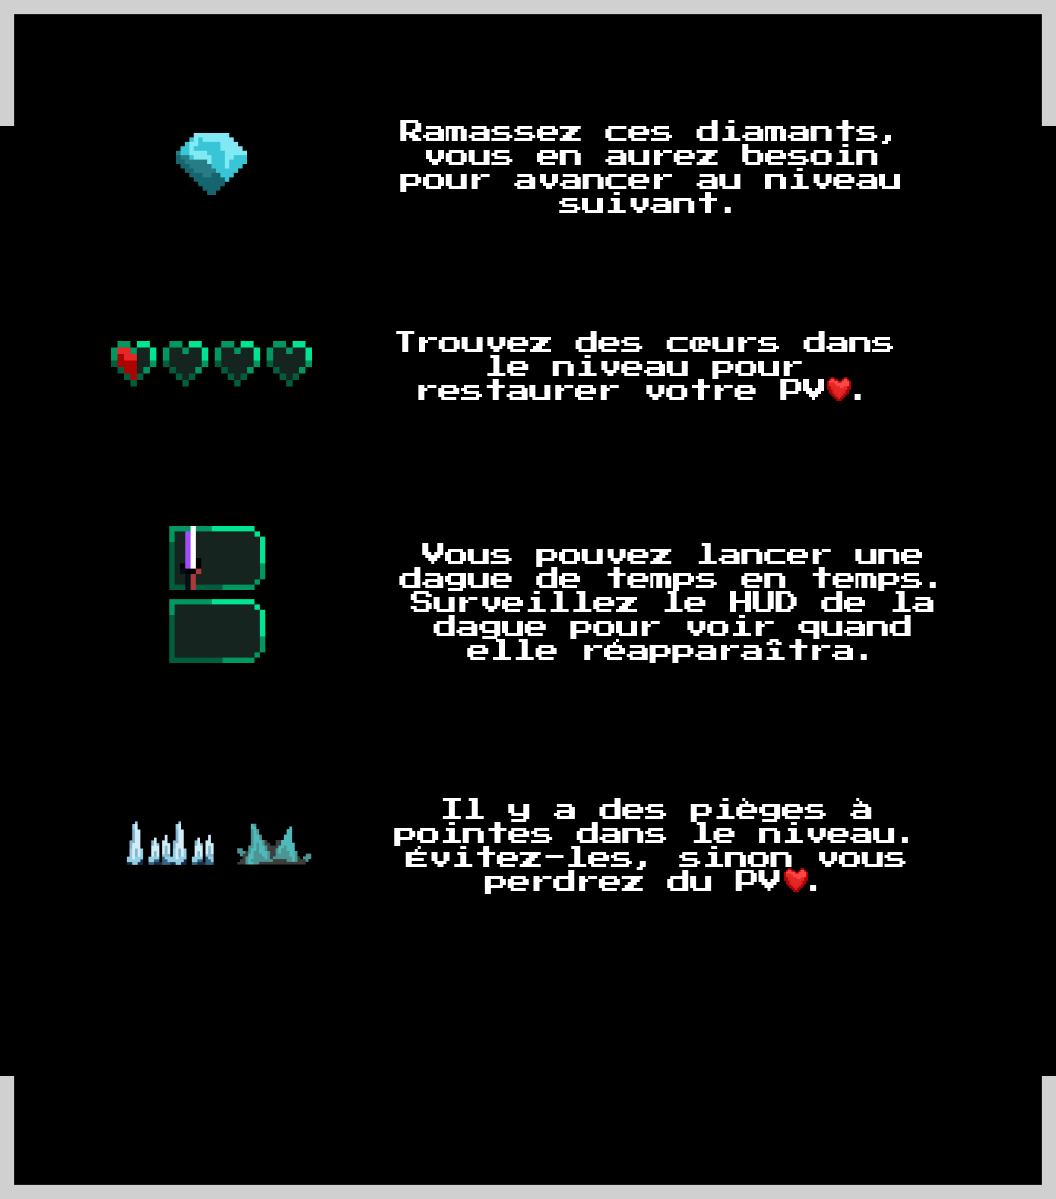 Ramassez ces diamants,
vous en aurez besoin
pour avancer au niveau
suivant.
Trouvez des cœurs dans
le niveau pour
restaurer votre PV❤️.
Vous pouvez lancer une
dague de temps en temps.
Surveillez le HUD de la
dague pour voir quand
elle réapparaîtra.
Il y a des pièges à
pointes dans le niveau.
Évitez-les, sinon vous
perdrez du PV❤️.